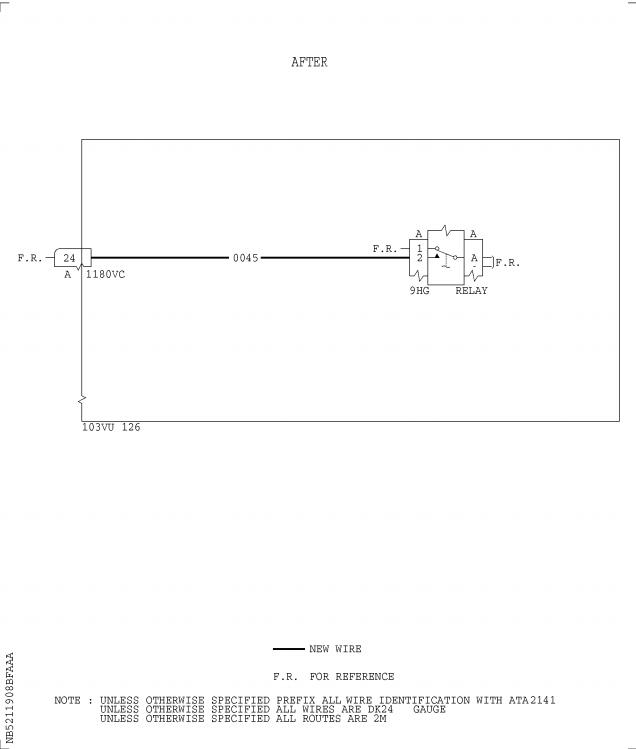 AFTER
A A
F.R. 1
F.R. 24 0045 2 A F.R.
-
A 1180VC
9HG RELAY
103VU 126
NEW WIRE
F.R. FOR REFERENCE
NOTE : UNLESS OTHERWISE SPECIFIED PREFIX ALL WIRE IDENTIFICATION WITH ATA2141
UNLESS OTHERWISE SPECIFIED ALL WIRES ARE DK24 GAUGE
UNLESS OTHERWISE SPECIFIED ALL ROUTES ARE 2M
NB5211908BFAAA